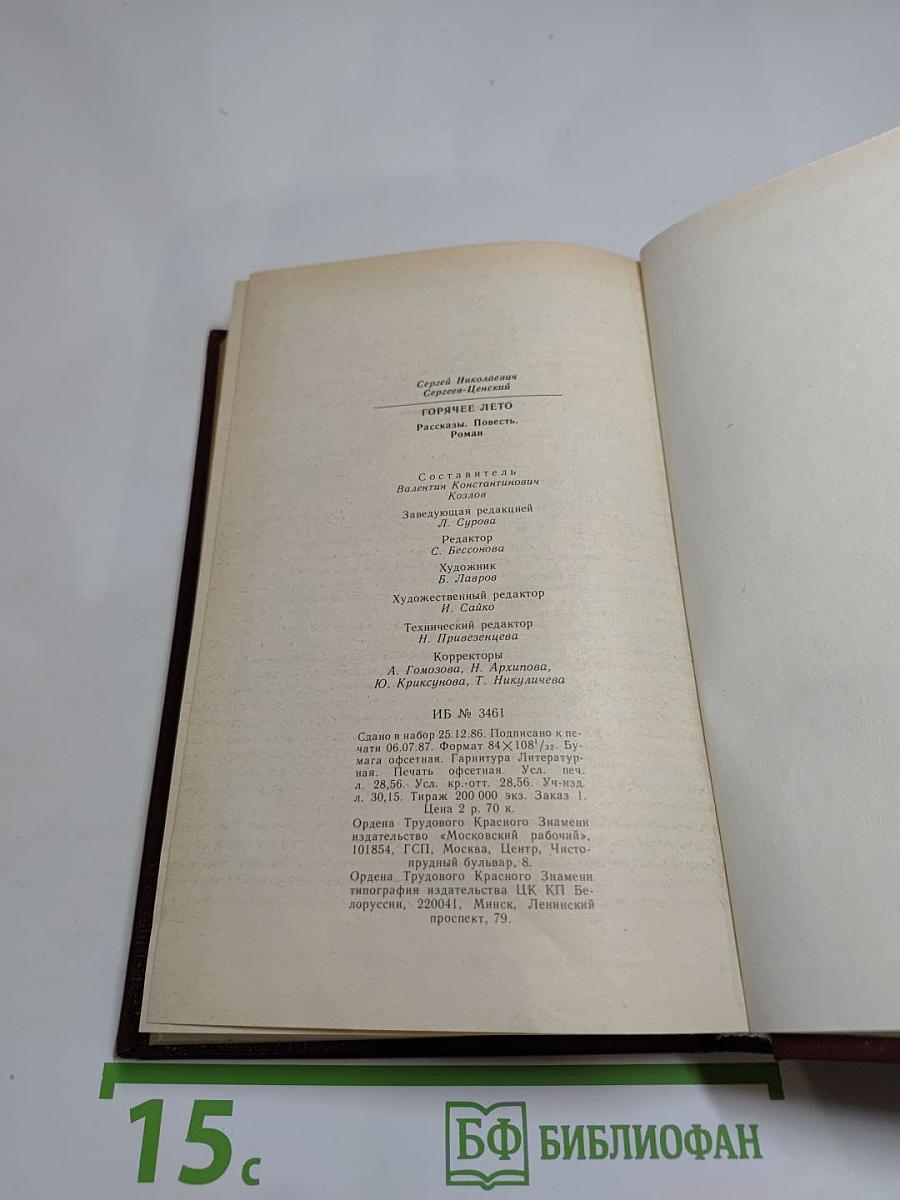 Сергей Николаевич
Сергеев-Ценский
ГОРЯЧЕЕ ЛЕТО
Рассказы. Повесть.
Роман
Составитель
Валентин Константинович
Козлов
Заведующая редакцией
Л. Сурова
Редактор
С. Бессонова
Художник
Б. Лавров
Художественный редактор
И. Сайко
Технический редактор
Н. Привезенцева
Корректоры
А. Гомозова, Н. Архипова,
Ю. Криксунова, Т. Никуличева
ИБ № 3461
Сдано в набор 25.12.86. Подписано к пе-
чати 06.07.87. Формат 84×108¹/₃₂. Бу-
мага офсетная. Гарнитура Литератур-
ная. Печать офсетная. Усл. печ.
л. 28,56. Усл. кр.-отт. 28,56. Уч-изд.
л. 30,15. Тираж 200 000 экз. Заказ 1.
Цена 2 р. 70 к.
Ордена Трудового Красного Знамени
издательство «Московский рабочий»,
101854, ГСП, Москва, Центр, Чисто-
прудный бульвар, 8.
Ордена Трудового Красного Знамени
типография издательства ЦК КП Бе-
лоруссии, 220041, Минск, Ленинский
проспект, 79.
15 с
БФ БИБЛИОФАН